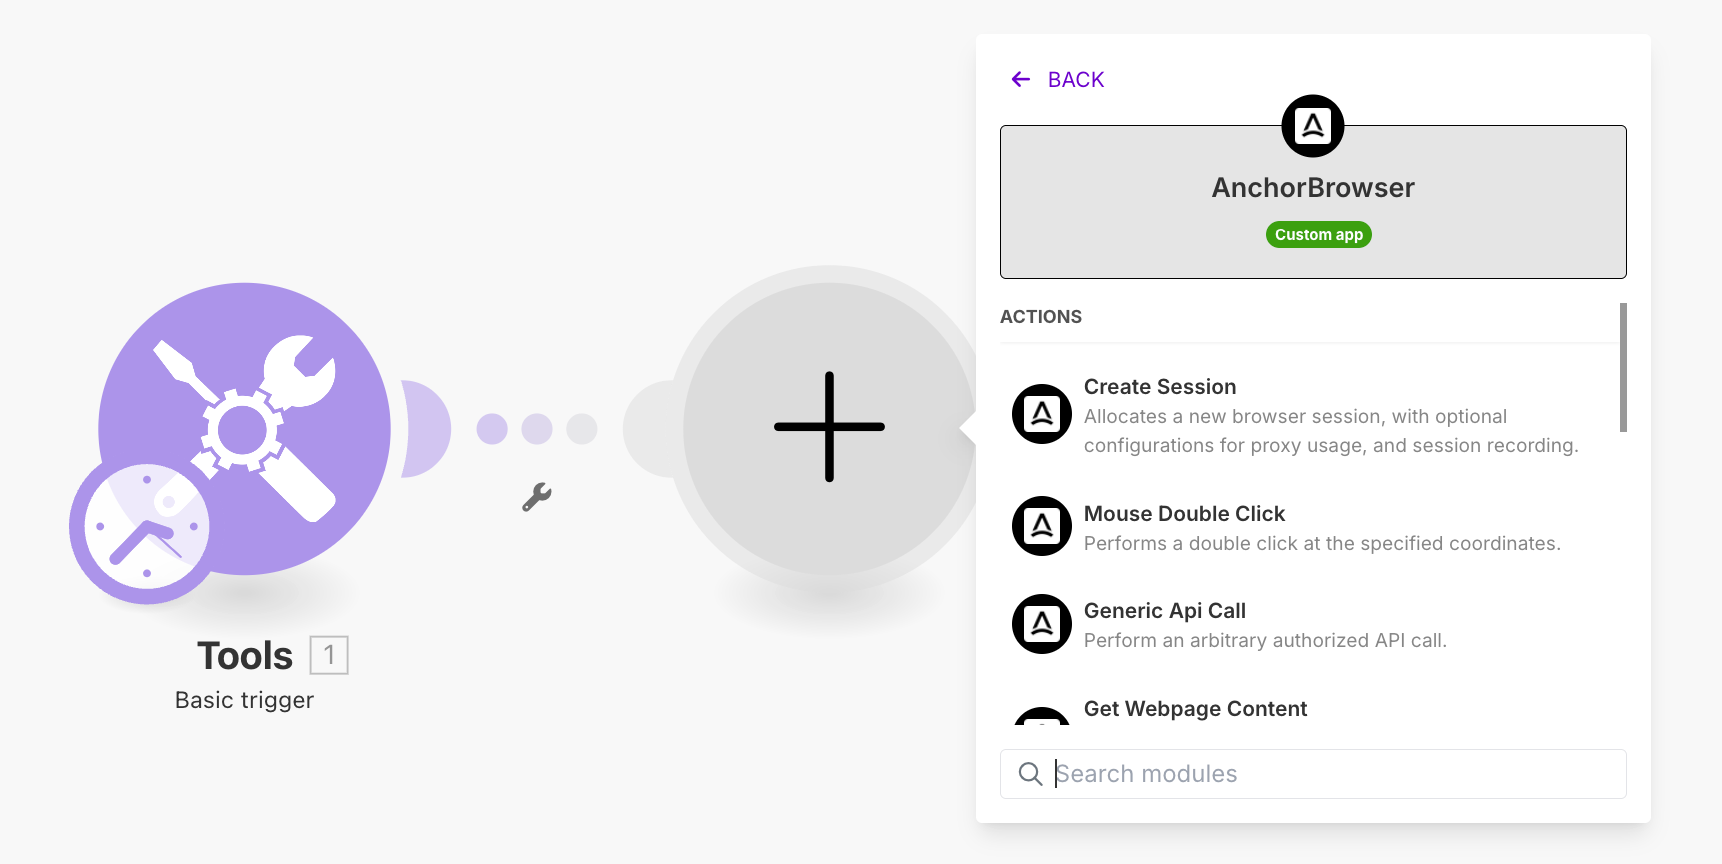 BACK
AnchorBrowser
Custom app
ACTIONS
Create Session
Allocates a new browser session, with optional
configurations for proxy usage, and session recording.
Mouse Double Click
Performs a double click at the specified coordinates.
Generic Api Call
Perform an arbitrary authorized API call.
Get Webpage Content
Search modules
Tools 1
Basic trigger